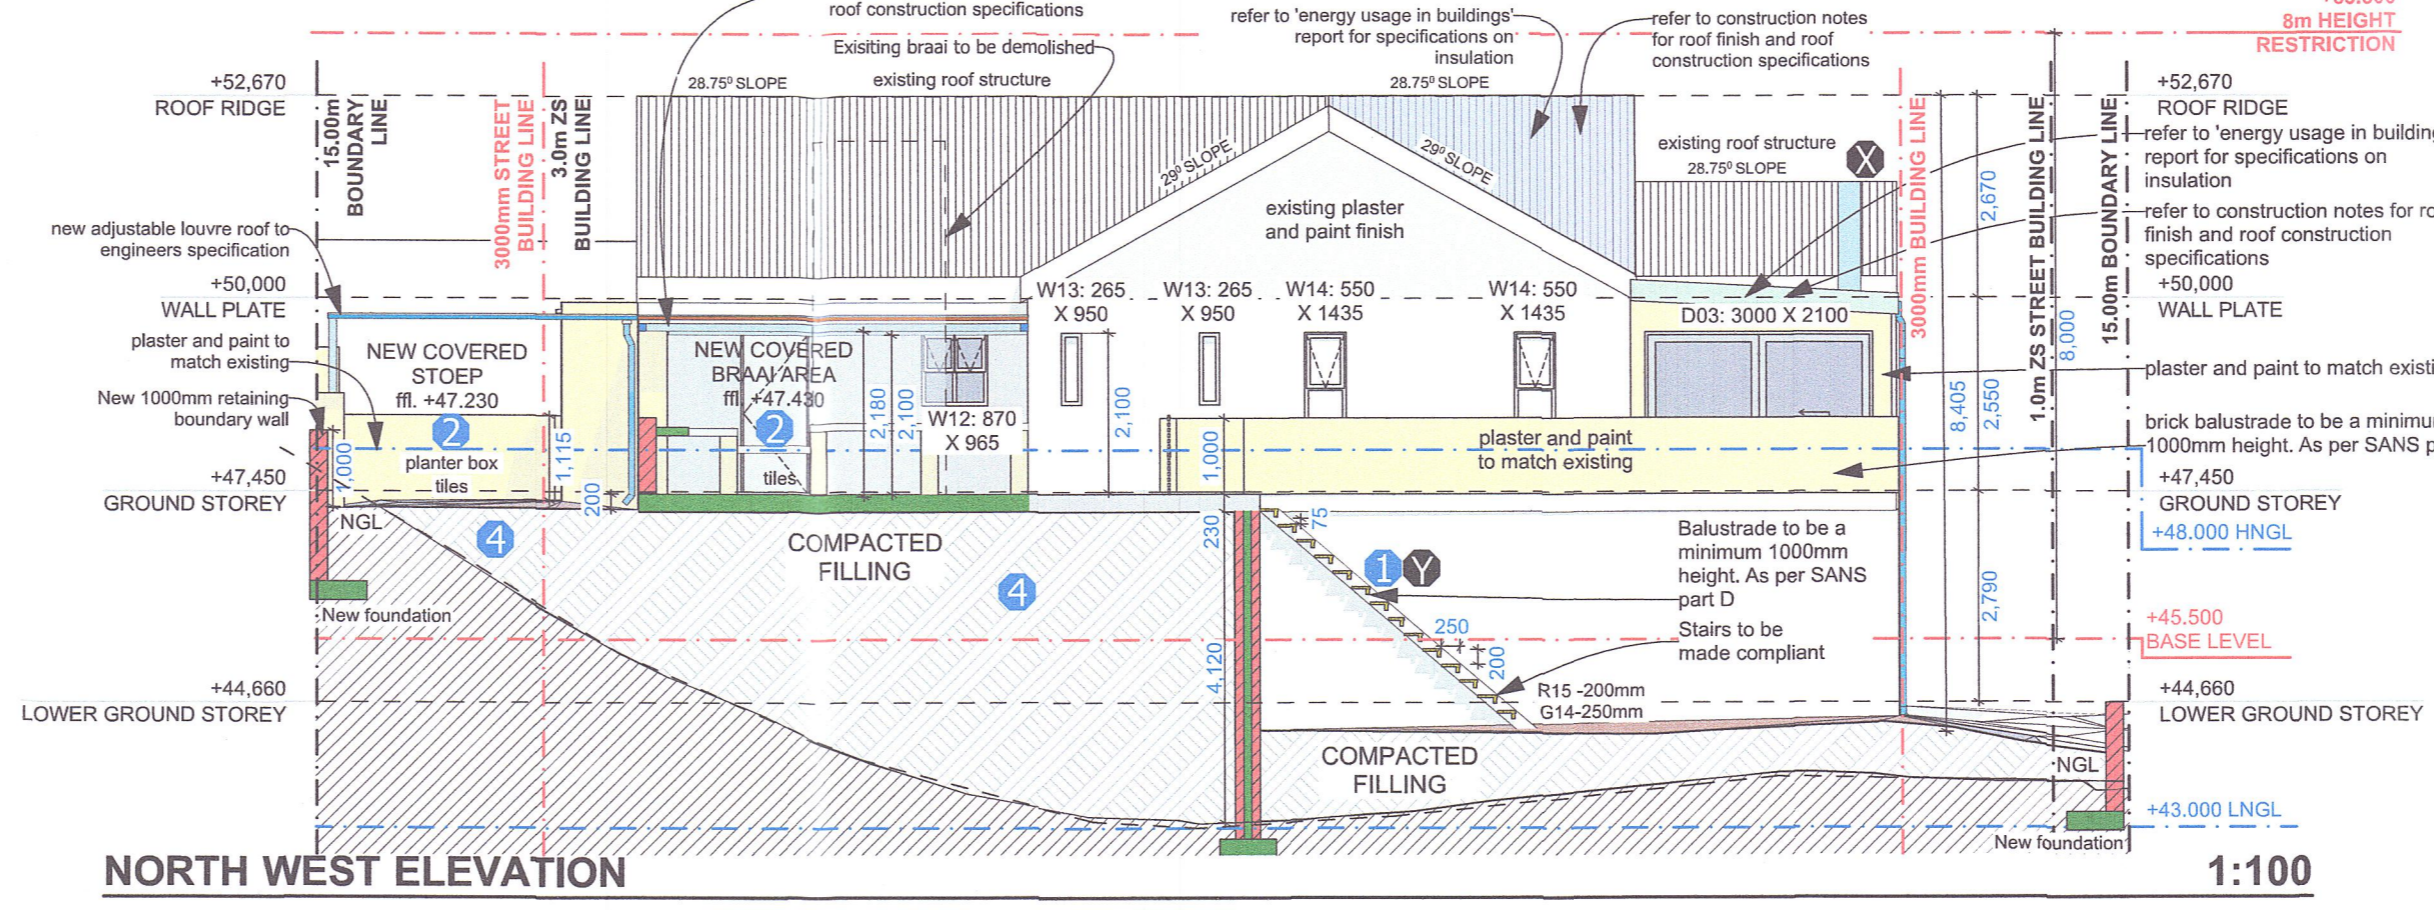 roof construction specifications
Exisiting braai to be demolished
existing roof structure
28.75⁰ SLOPE
refer to 'energy usage in buildings'
report for specifications on
insulation
28.75⁰ SLOPE
refer to construction notes
for roof finish and roof
construction specifications
8m HEIGHT
RESTRICTION
+52,670
ROOF RIDGE
15.00m
BOUNDARY
LINE
3000mm STREET
BUILDING LINE
3.0m ZS
BUILDING LINE
29⁰ SLOPE
29⁰ SLOPE
existing roof structure
28.75⁰ SLOPE
X
3000mm BUILDING LINE
2,670
1.0m ZS STREET BUILDING LINE
8,000
15.00m BOUNDARY LINE
+52,670
ROOF RIDGE
refer to 'energy usage in building
report for specifications on
insulation
refer to construction notes for ro
finish and roof construction
specifications
new adjustable louvre roof to
engineers specification
existing plaster
and paint finish
+50,000
WALL PLATE
W13: 265
X 950
W13: 265
X 950
W14: 550
X 1435
W14: 550
X 1435
D03: 3000 X 2100
+50,000
WALL PLATE
plaster and paint to
match existing
New 1000mm retaining
boundary wall
NEW COVERED
STOEP
ffl. +47.230
2
planter box
tiles
1,000
1,115
200
NEW COVERED
BRAAI AREA
ffl. +47.430
2
tiles
2,180
2,100
W12: 870
X 965
2,100
1,000
plaster and paint
to match existing
8,405
2,550
plaster and paint to match existi
brick balustrade to be a minimu
1000mm height. As per SANS p
+47,450
GROUND STOREY
+47,450
GROUND STOREY
+48.000 HNGL
NGL
4
COMPACTED
FILLING
4
230
75
1
Y
Balustrade to be a
minimum 1000mm
height. As per SANS
part D
2,790
New foundation
250
200
Stairs to be
made compliant
+45.500
BASE LEVEL
4,120
+44,660
LOWER GROUND STOREY
R15 -200mm
G14-250mm
+44,660
LOWER GROUND STOREY
COMPACTED
FILLING
NGL
+43.000 LNGL
New foundation
NORTH WEST ELEVATION
1:100